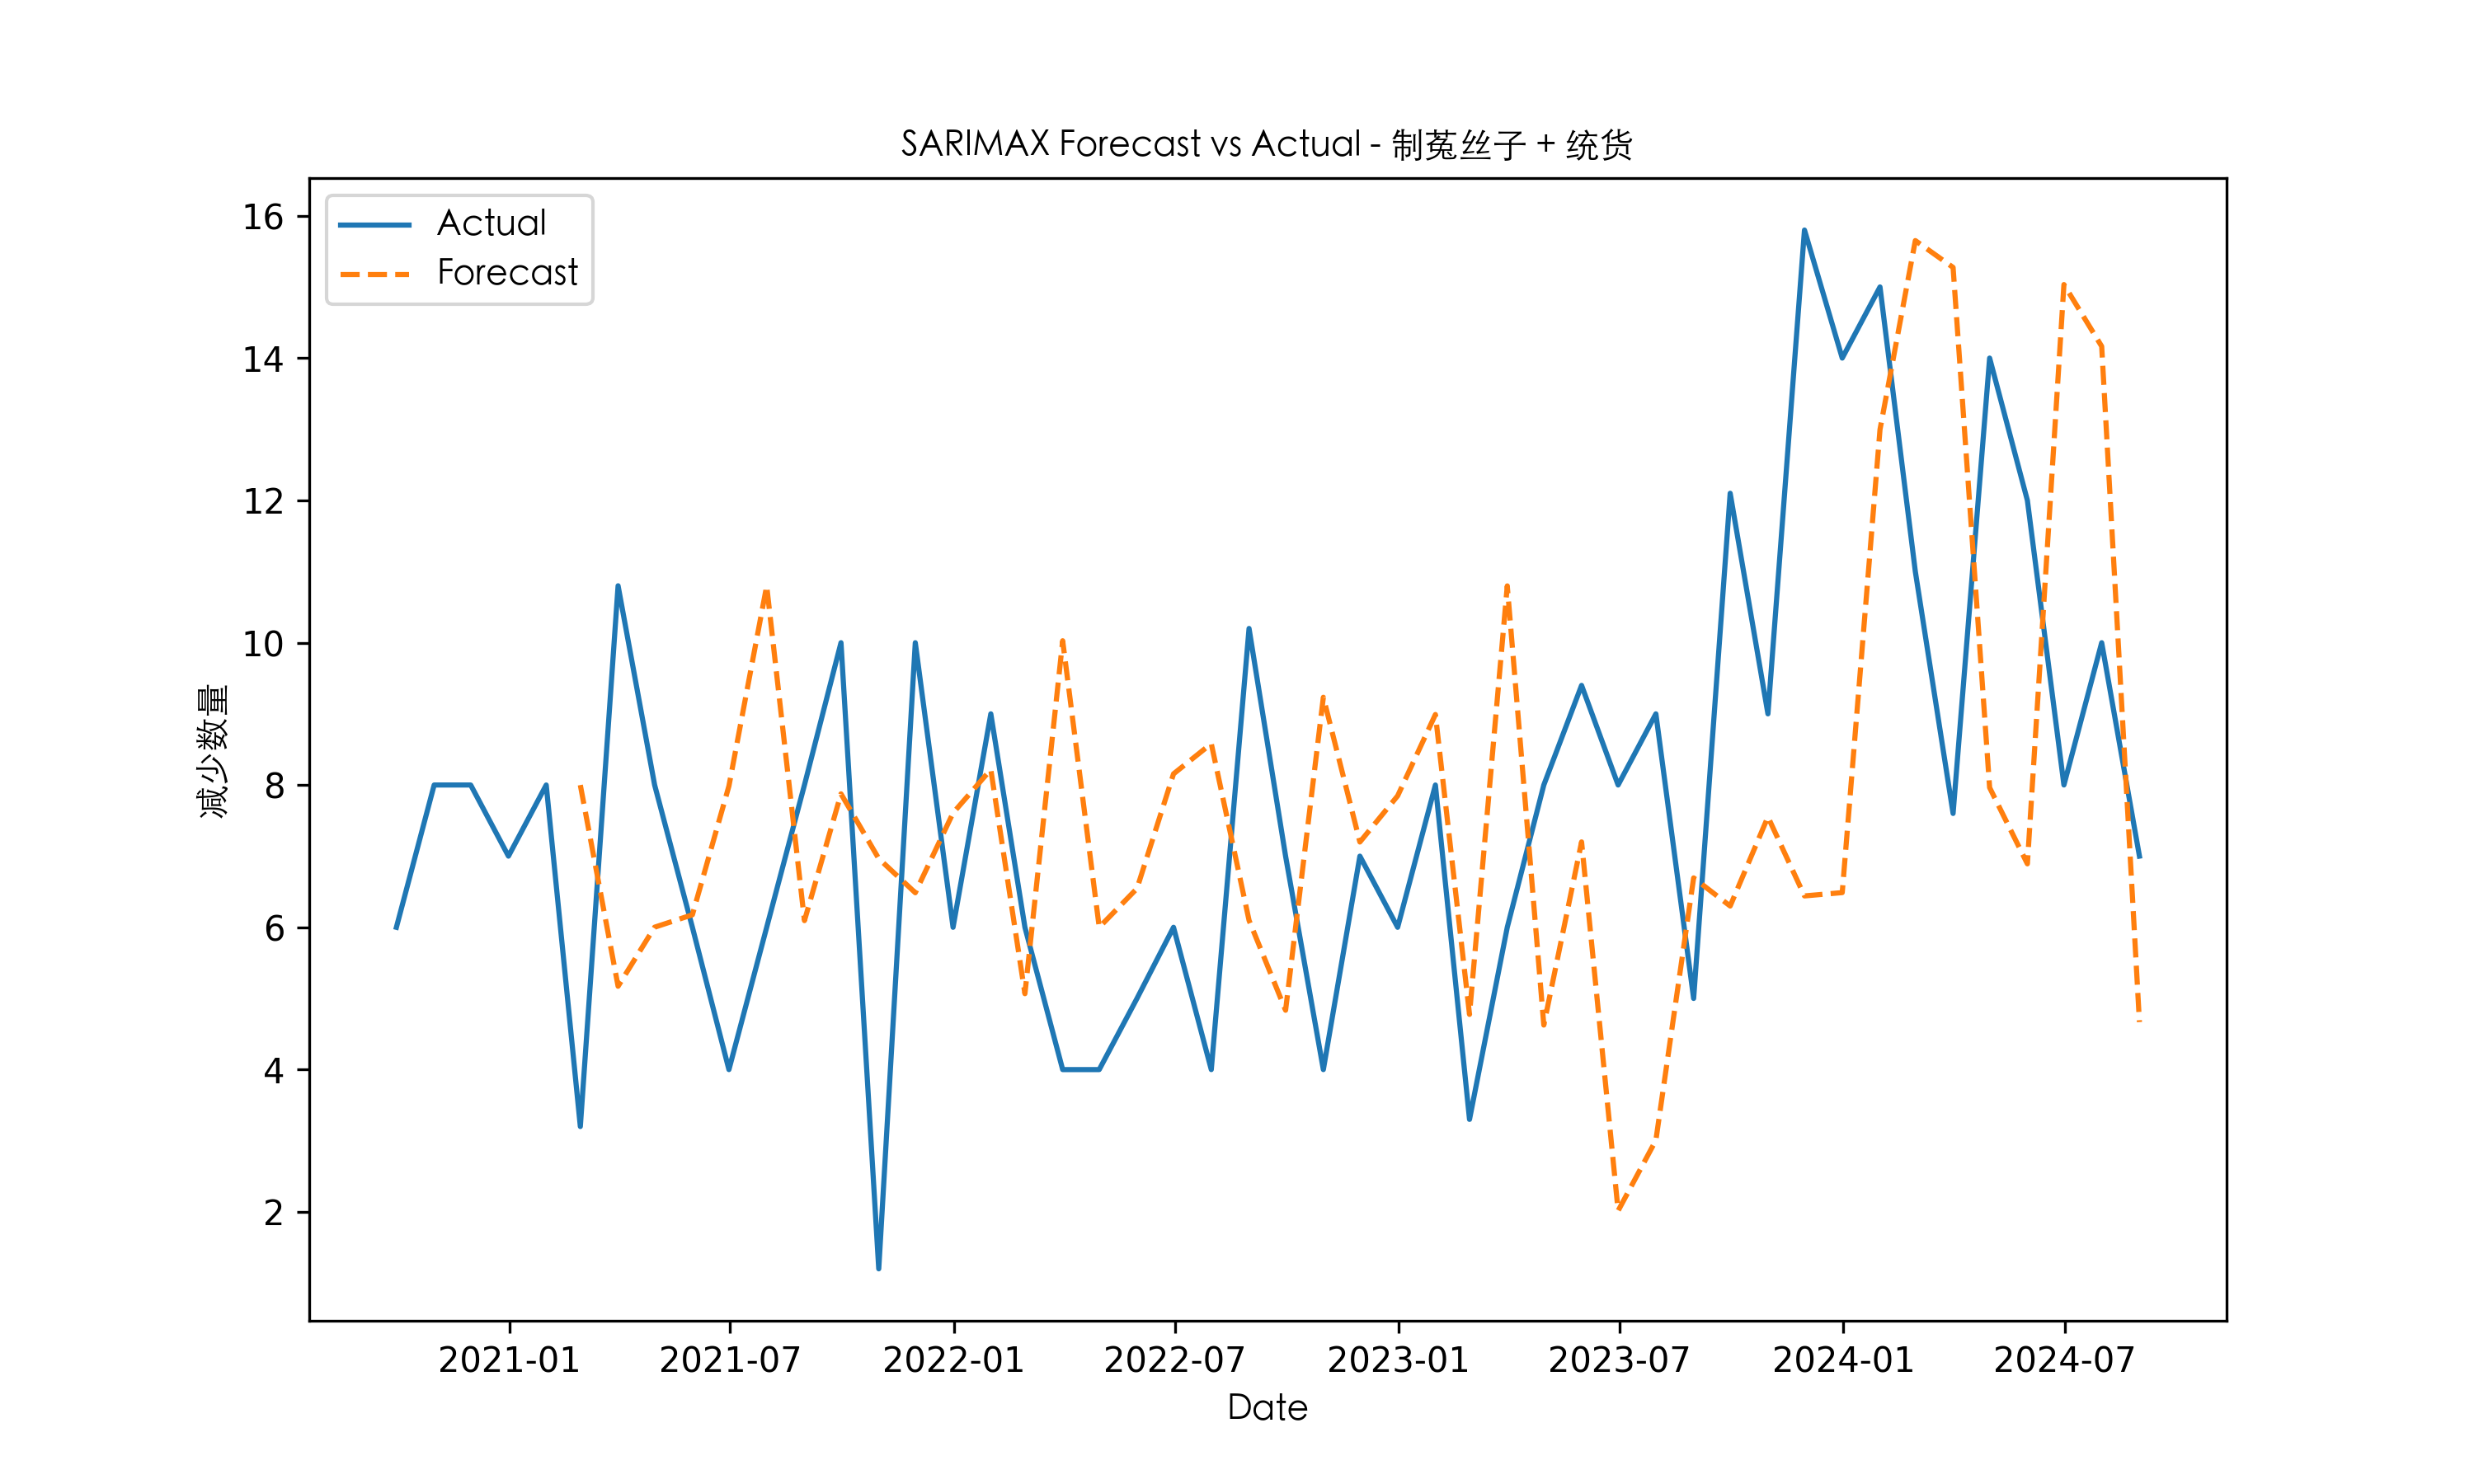 SARIMAX Forecast vs Actual - 制菟丝子 + 统货
Actual
Forecast
16
14
12
10
8
6
4
2
减少数量
2021-01 2021-07 2022-01 2022-07 2023-01 2023-07 2024-01 2024-07
Date